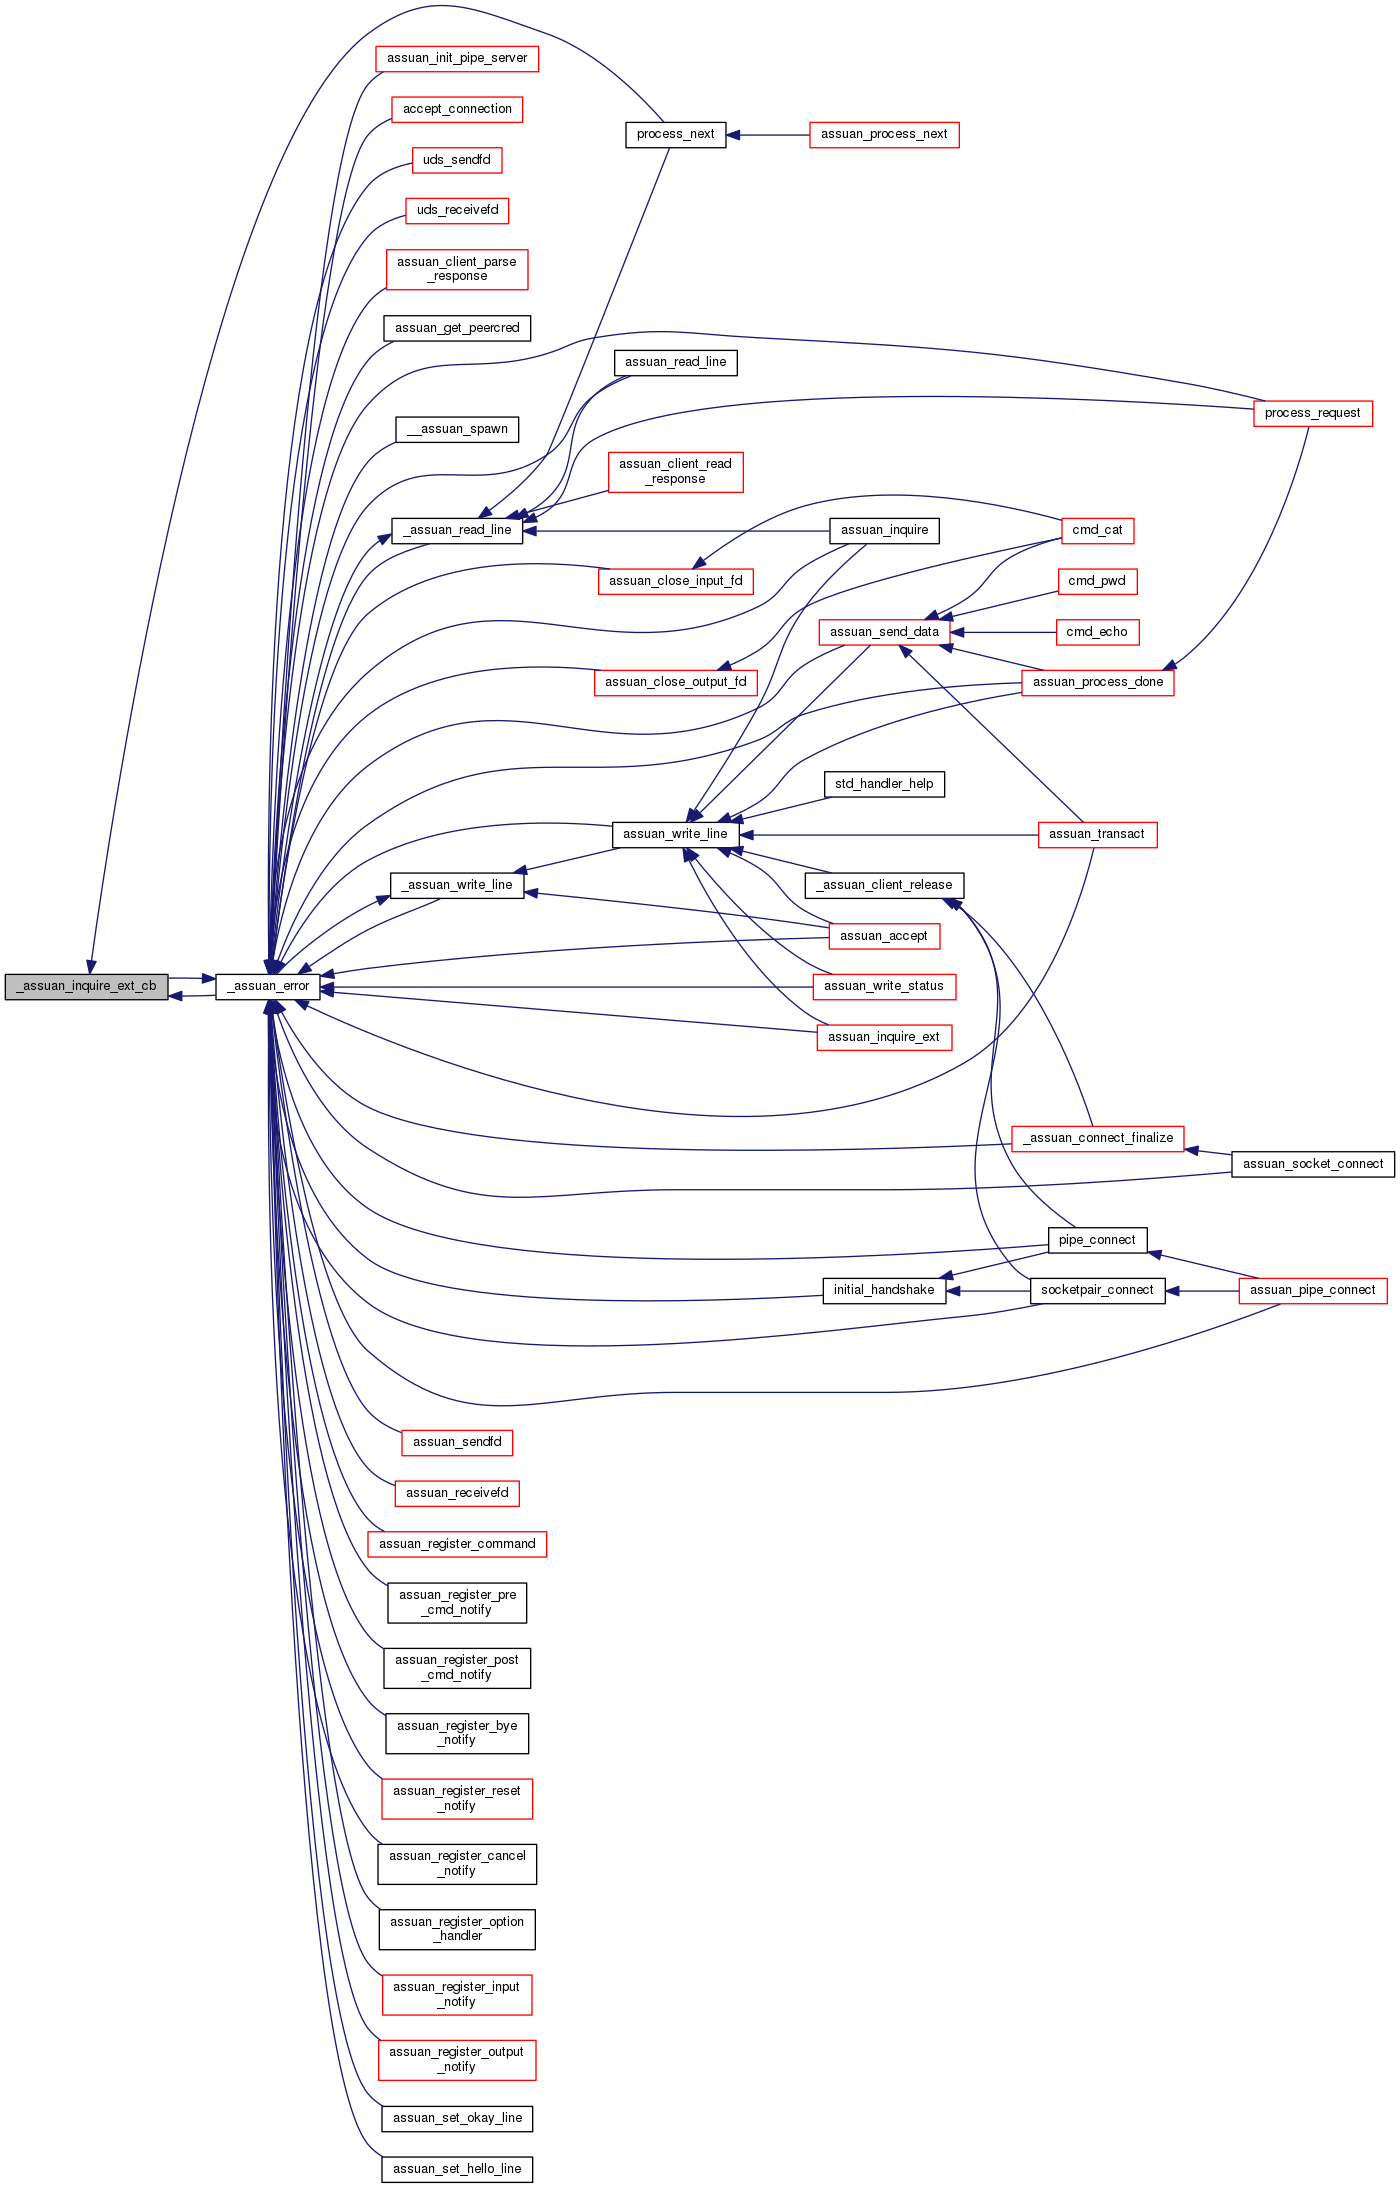 assuan_init_pipe_server
accept_connection
process_next
assuan_process_next
uds_sendfd
uds_receivefd
assuan_client_parse
_response
assuan_get_peercred
assuan_read_line
process_request
__assuan_spawn
assuan_client_read
_response
_assuan_read_line
assuan_inquire
cmd_cat
assuan_close_input_fd
cmd_pwd
assuan_send_data
cmd_echo
assuan_close_output_fd
assuan_process_done
std_handler_help
assuan_write_line
assuan_transact
_assuan_write_line
_assuan_client_release
assuan_accept
_assuan_inquire_ext_cb
_assuan_error
assuan_write_status
assuan_inquire_ext
_assuan_connect_finalize
assuan_socket_connect
pipe_connect
initial_handshake
socketpair_connect
assuan_pipe_connect
assuan_sendfd
assuan_receivefd
assuan_register_command
assuan_register_pre
_cmd_notify
assuan_register_post
_cmd_notify
assuan_register_bye
_notify
assuan_register_reset
_notify
assuan_register_cancel
_notify
assuan_register_option
_handler
assuan_register_input
_notify
assuan_register_output
_notify
assuan_set_okay_line
assuan_set_hello_line